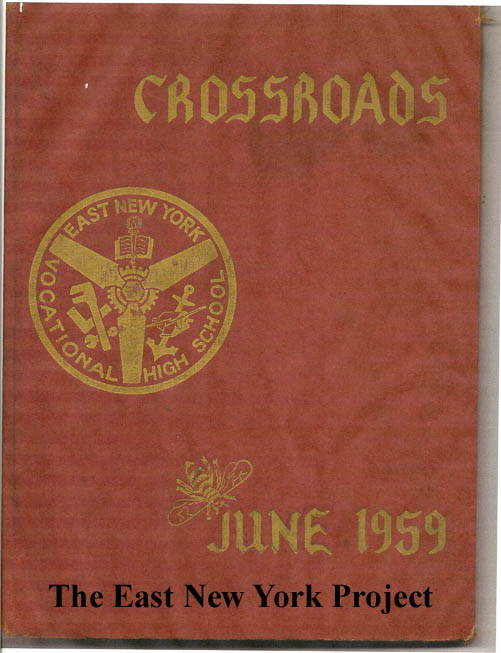 CROSSROADS
EAST NEW YORK
VOCATIONAL HIGH SCHOOL
JUNE 1959
The East New York Project